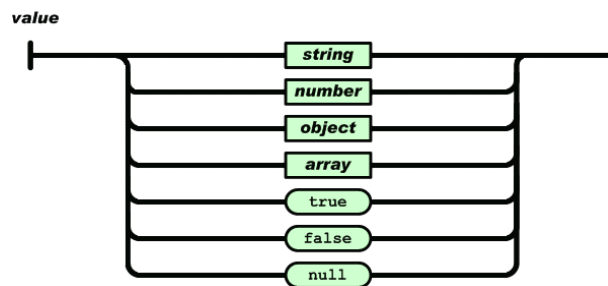 value
string
number
object
array
true
false
null